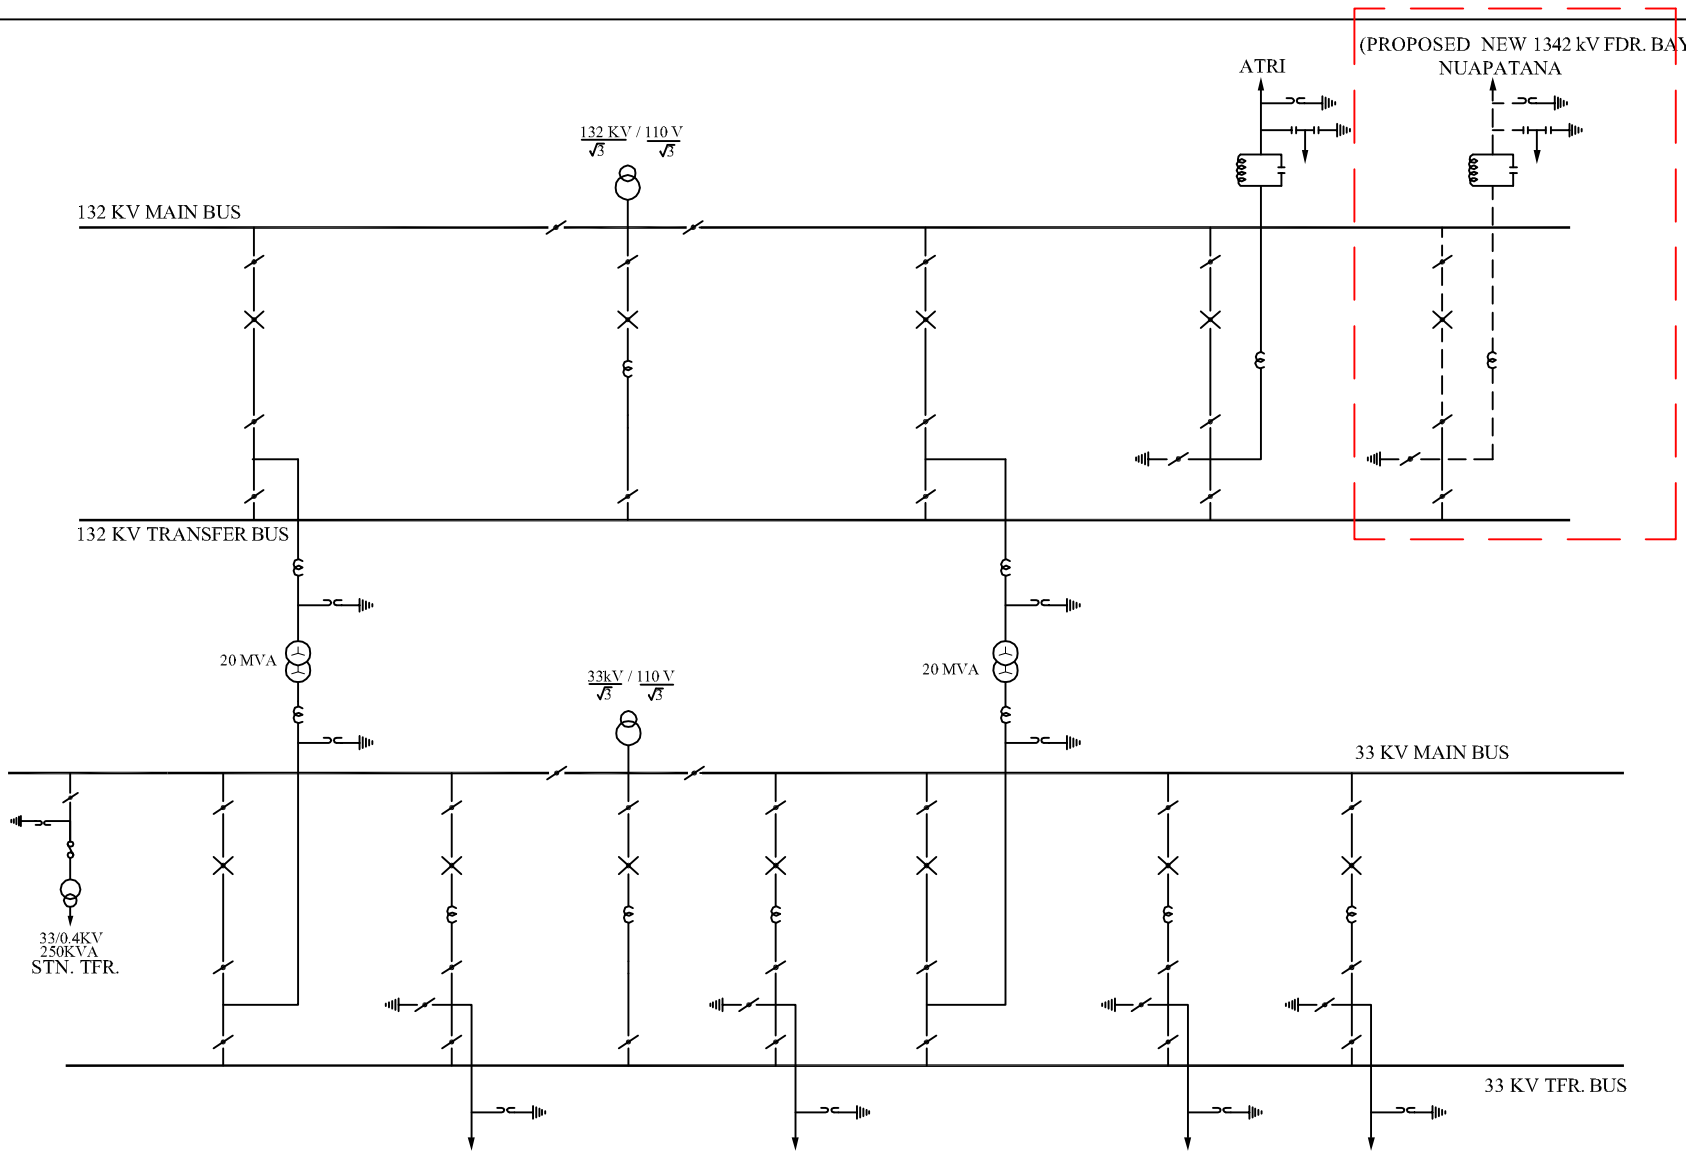 (PROPOSED NEW 1342 kV FDR. BAY
NUAPATANA
ATRI
132 KV / 110 V
√3 √3
132 KV MAIN BUS
132 KV TRANSFER BUS
20 MVA
20 MVA
33kV / 110 V
√3 √3
33 KV MAIN BUS
33/0.4KV
250KVA
STN. TFR.
33 KV TFR. BUS